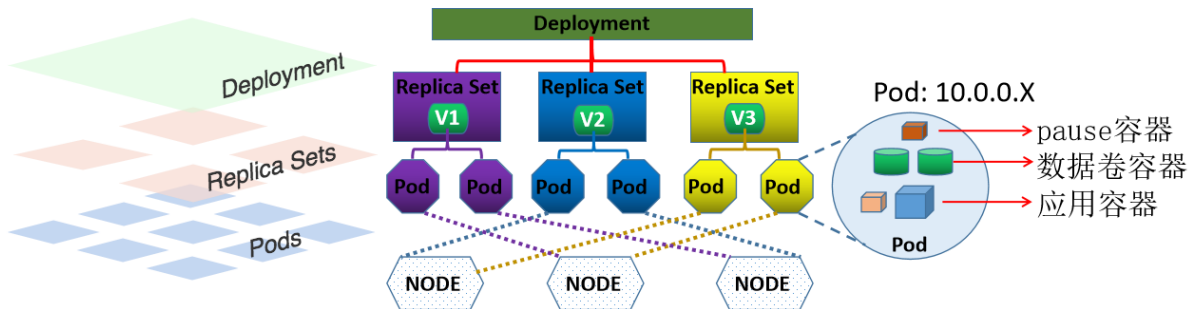 Deployment
Replica Sets
Pods
Deployment
Replica Set
V1
Replica Set
V2
Replica Set
V3
Pod
Pod
Pod
Pod
Pod
Pod
NODE
NODE
NODE
Pod: 10.0.0.X
pause容器
数据卷容器
应用容器
Pod